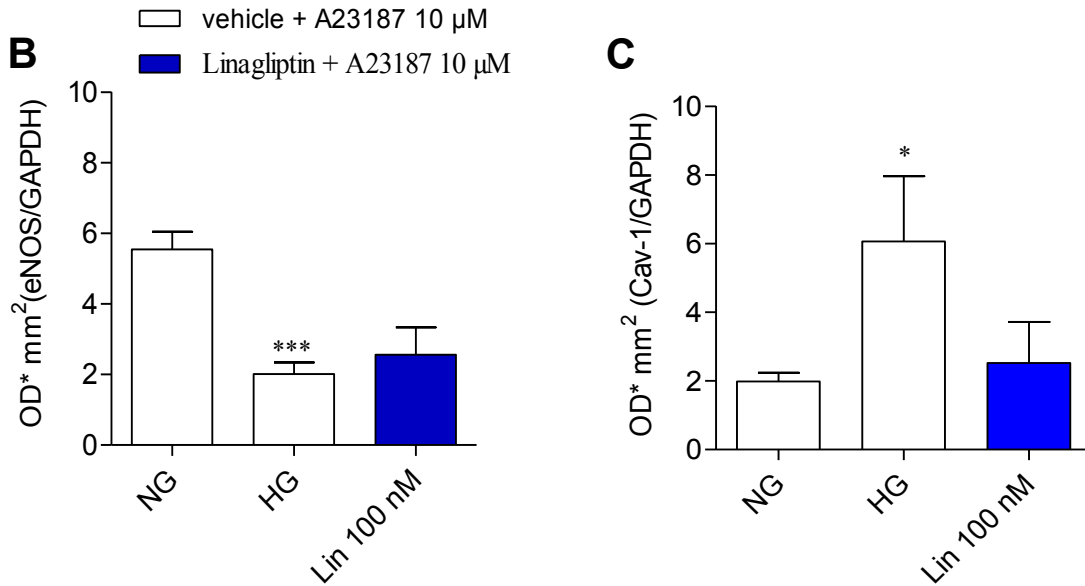 vehicle + A23187 10 µM
Linagliptin + A23187 10 µM
B
OD* mm²(eNOS/GAPDH)
10
8
6
4
2
0
***
NG
HG
Lin 100 nM
C
OD* mm² (Cav-1/GAPDH)
10
8
6
4
2
0
*
NG
HG
Lin 100 nM